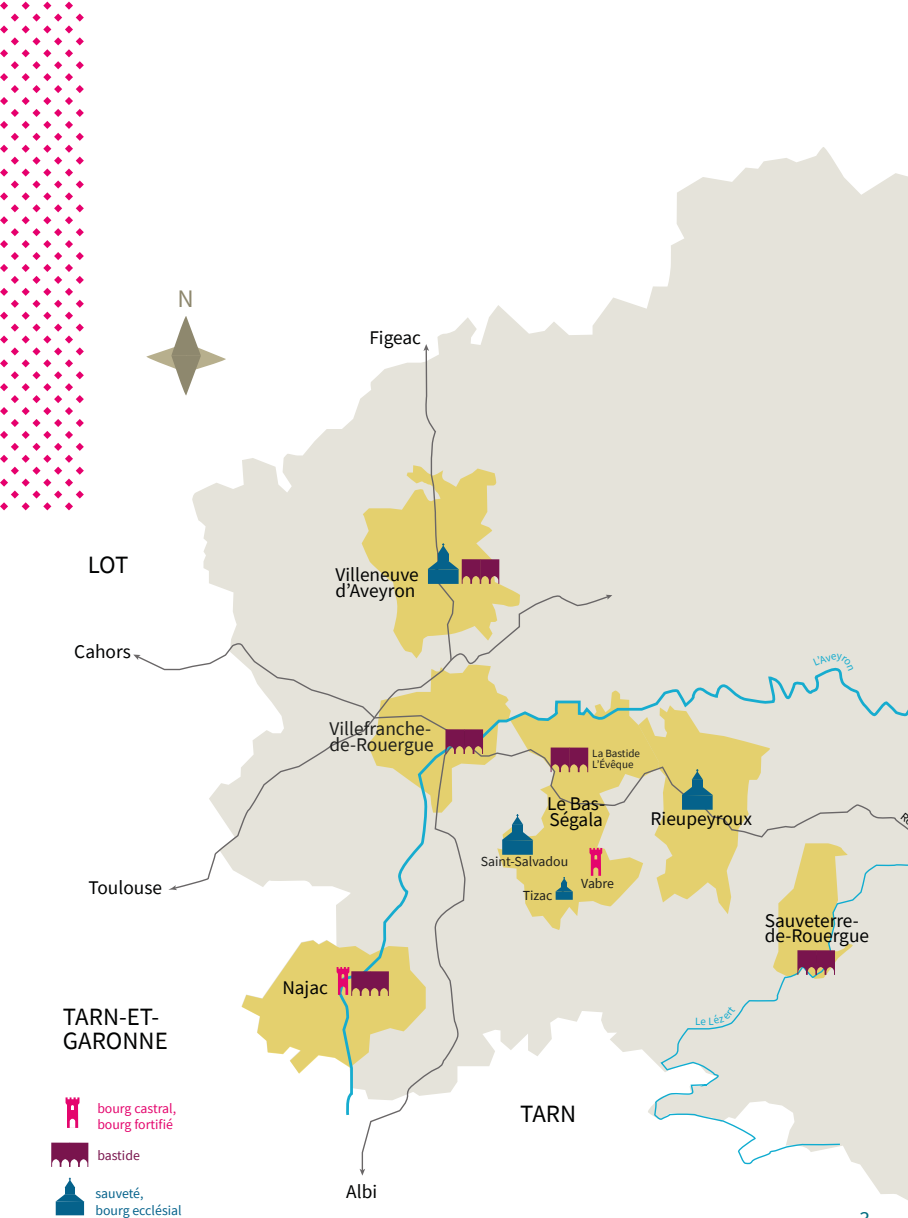 N
Figeac
LOT
Villeneuve
d'Aveyron
Cahors
L'Aveyron
Villefranche-
de-Rouergue
La Bastide
L'Évêque
Le Bas-
Ségala
Rieupeyroux
Saint-Salvadou
Vabre
Tizac
Toulouse
Sauveterre-
de-Rouergue
Najac
TARN-ET-
GARONNE
Le Lézert
bourg castral,
bourg fortifié
TARN
bastide
Albi
sauveté,
bourg ecclésial